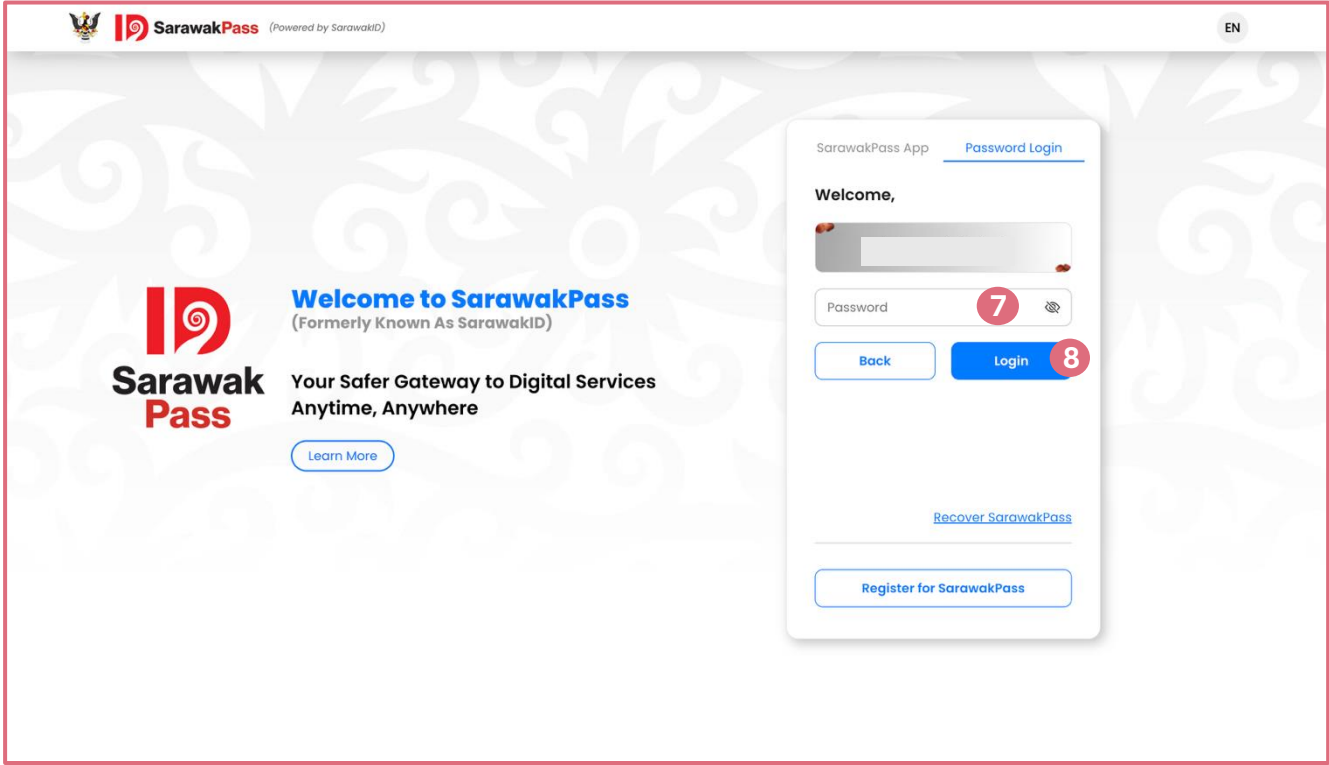 SarawakPass (Powered by SarawakID)
EN
SarawakPass App Password Login
Welcome,
Password 7
Back Login 8
Recover SarawakPass
Register for SarawakPass
Sarawak
Pass
Welcome to SarawakPass
(Formerly Known As SarawakID)
Your Safer Gateway to Digital Services
Anytime, Anywhere
Learn More